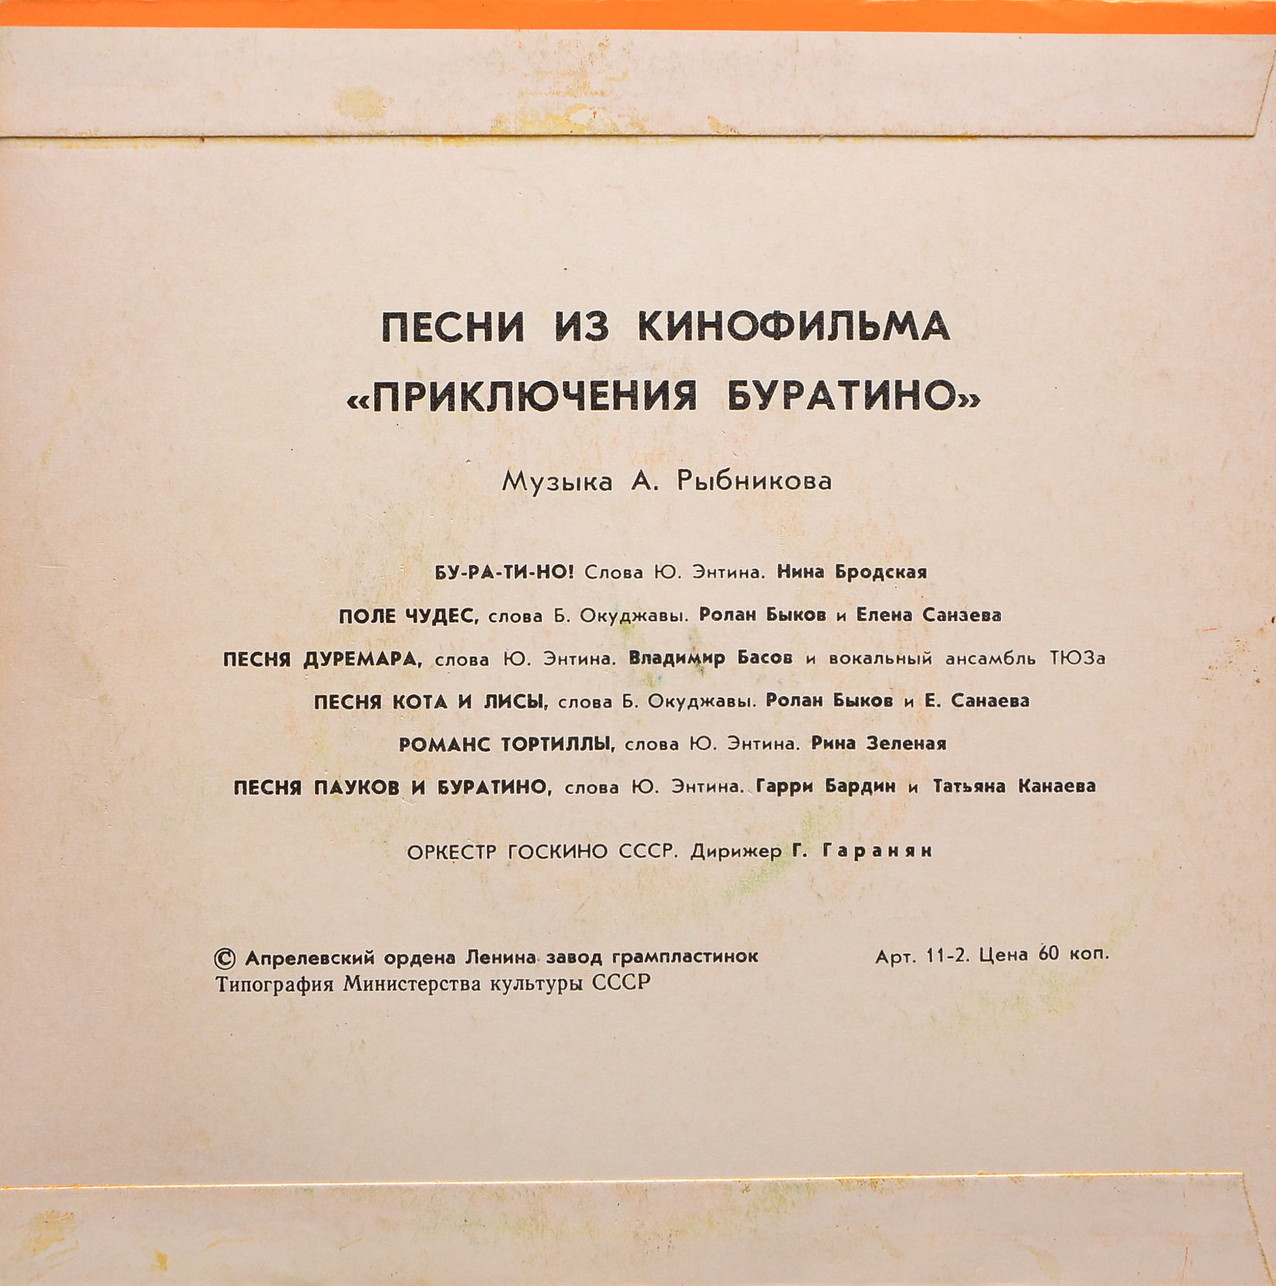 ПЕСНИ ИЗ КИНОФИЛЬМА
«ПРИКЛЮЧЕНИЯ БУРАТИНО»
Музыка А. Рыбникова
БУ-РА-ТИ-НО! Слова Ю. Энтина. Нина Бродская
ПОЛЕ ЧУДЕС, слова Б. Окуджавы. Ролан Быков и Елена Санаева
ПЕСНЯ ДУРЕМАРА, слова Ю. Энтина. Владимир Басов и вокальный ансамбль ТЮЗа
ПЕСНЯ КОТА И ЛИСЫ, слова Б. Окуджавы. Ролан Быков и Е. Санаева
РОМАНС ТОРТИЛЛЫ, слова Ю. Энтина. Рина Зеленая
ПЕСНЯ ПАУКОВ И БУРАТИНО, слова Ю. Энтина. Гарри Бардин и Татьяна Канаева
ОРКЕСТР ГОСКИНО СССР. Дирижер Г. Гаранян
© Апрелевский ордена Ленина завод грампластинок Арт. 11-2. Цена 60 коп.
Типография Министерства культуры СССР